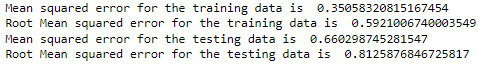 Mean squared error for the training data is  0.35058320815167454
Root Mean squared error for the training data is  0.5921006740003549
Mean squared error for the testing data is  0.660298745281547
Root Mean squared error for the testing data is  0.8125876846725817